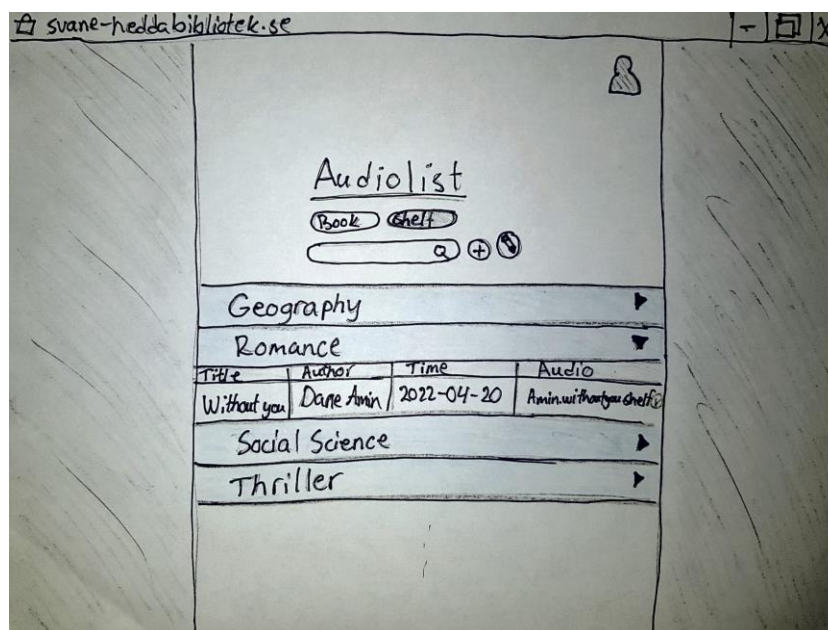 svane-heddabibliotek.se
Audiolist
Book Shelf
Geography
Romance
Title Author Time Audio
Without you Dane Amin 2022-04-20 Amin.withoutyou shelf
Social Science
Thriller